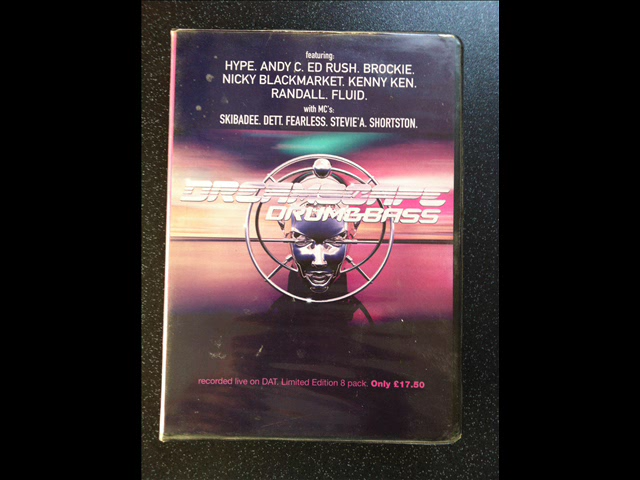 featuring:
HYPE. ANDY C. ED RUSH. BROCKIE.
NICKY BLACKMARKET. KENNY KEN.
RANDALL. FLUID.
with MC's:
SKIBADEE. DETT. FEARLESS. STEVIE'A. SHORTSTON.
DREAMSCAPE
DRUM&BASS
recorded live on DAT. Limited Edition 8 pack. Only £17.50